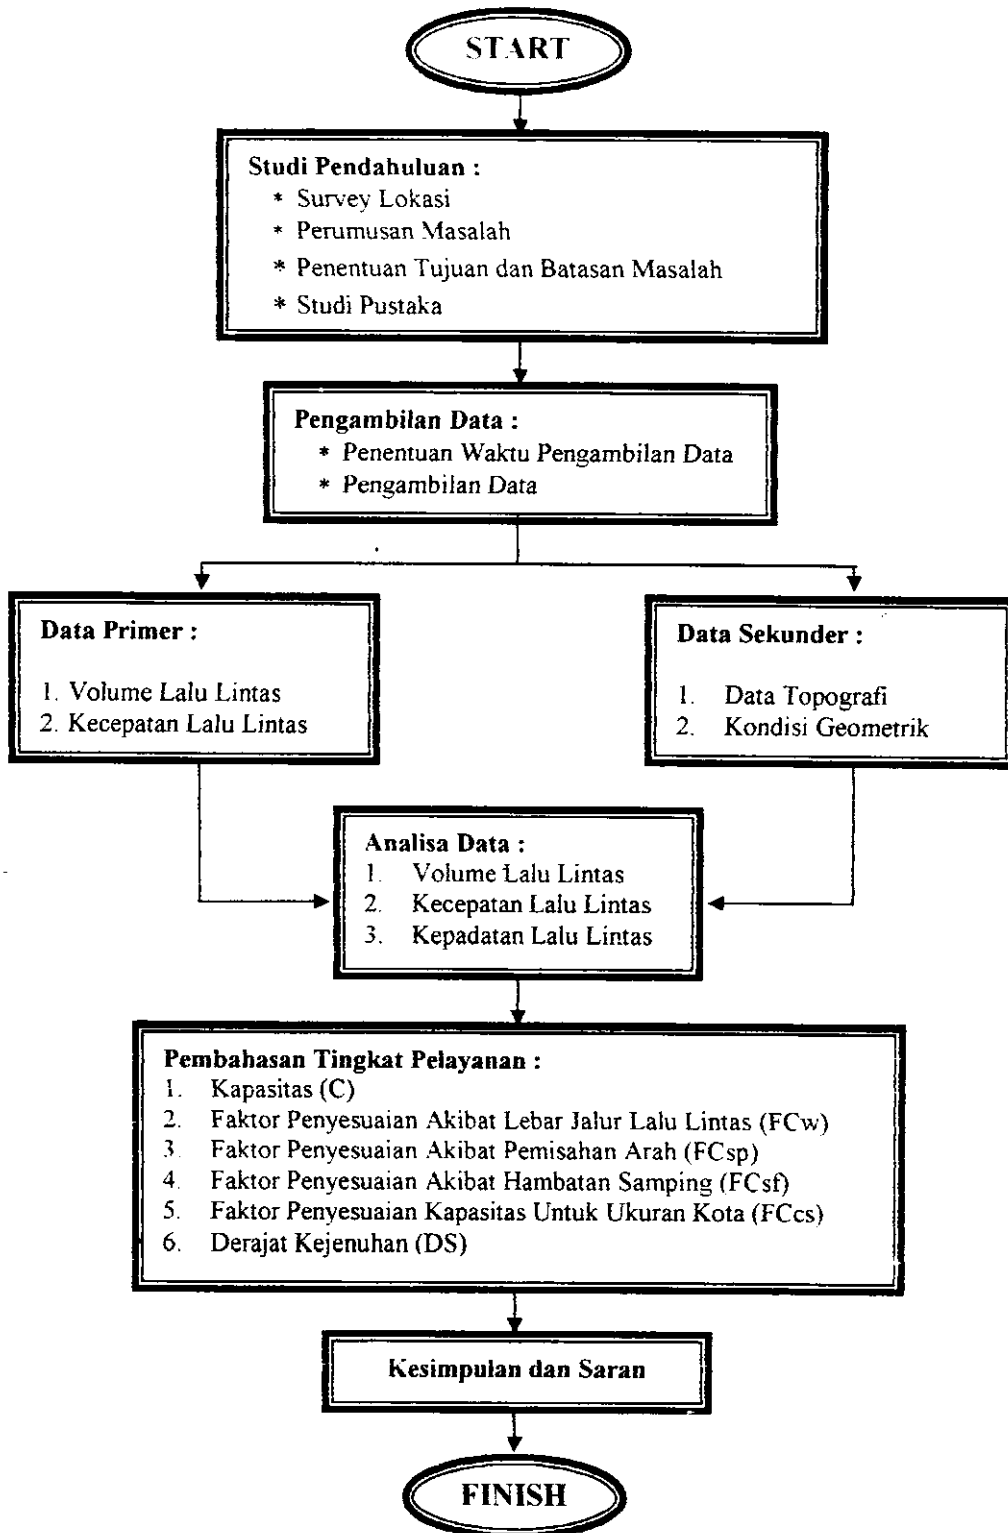 START
Studi Pendahuluan :
* Survey Lokasi
* Perumusan Masalah
* Penentuan Tujuan dan Batasan Masalah
* Studi Pustaka
Pengambilan Data :
* Penentuan Waktu Pengambilan Data
* Pengambilan Data
Data Primer :
1. Volume Lalu Lintas
2. Kecepatan Lalu Lintas
Data Sekunder :
1. Data Topografi
2. Kondisi Geometrik
Analisa Data :
1. Volume Lalu Lintas
2. Kecepatan Lalu Lintas
3. Kepadatan Lalu Lintas
Pembahasan Tingkat Pelayanan :
1. Kapasitas (C)
2. Faktor Penyesuaian Akibat Lebar Jalur Lalu Lintas (FCw)
3. Faktor Penyesuaian Akibat Pemisahan Arah (FCsp)
4. Faktor Penyesuaian Akibat Hambatan Samping (FCsf)
5. Faktor Penyesuaian Kapasitas Untuk Ukuran Kota (FCcs)
6. Derajat Kejenuhan (DS)
Kesimpulan dan Saran
FINISH